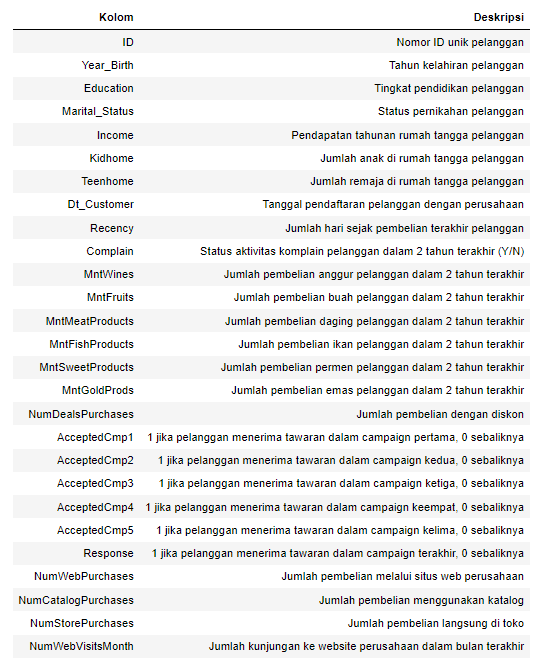 Kolom Deskripsi
ID Nomor ID unik pelanggan
Year_Birth Tahun kelahiran pelanggan
Education Tingkat pendidikan pelanggan
Marital_Status Status pernikahan pelanggan
Income Pendapatan tahunan rumah tangga pelanggan
Kidhome Jumlah anak di rumah tangga pelanggan
Teenhome Jumlah remaja di rumah tangga pelanggan
Dt_Customer Tanggal pendaftaran pelanggan dengan perusahaan
Recency Jumlah hari sejak pembelian terakhir pelanggan
Complain Status aktivitas komplain pelanggan dalam 2 tahun terakhir (Y/N)
MntWines Jumlah pembelian anggur pelanggan dalam 2 tahun terakhir
MntFruits Jumlah pembelian buah pelanggan dalam 2 tahun terakhir
MntMeatProducts Jumlah pembelian daging pelanggan dalam 2 tahun terakhir
MntFishProducts Jumlah pembelian ikan pelanggan dalam 2 tahun terakhir
MntSweetProducts Jumlah pembelian permen pelanggan dalam 2 tahun terakhir
MntGoldProds Jumlah pembelian emas pelanggan dalam 2 tahun terakhir
NumDealsPurchases Jumlah pembelian dengan diskon
AcceptedCmp1 1 jika pelanggan menerima tawaran dalam campaign pertama, 0 sebaliknya
AcceptedCmp2 1 jika pelanggan menerima tawaran dalam campaign kedua, 0 sebaliknya
AcceptedCmp3 1 jika pelanggan menerima tawaran dalam campaign ketiga, 0 sebaliknya
AcceptedCmp4 1 jika pelanggan menerima tawaran dalam campaign keempat, 0 sebaliknya
AcceptedCmp5 1 jika pelanggan menerima tawaran dalam campaign kelima, 0 sebaliknya
Response 1 jika pelanggan menerima tawaran dalam campaign terakhir, 0 sebaliknya
NumWebPurchases Jumlah pembelian melalui situs web perusahaan
NumCatalogPurchases Jumlah pembelian menggunakan katalog
NumStorePurchases Jumlah pembelian langsung di toko
NumWebVisitsMonth Jumlah kunjungan ke website perusahaan dalam bulan terakhir